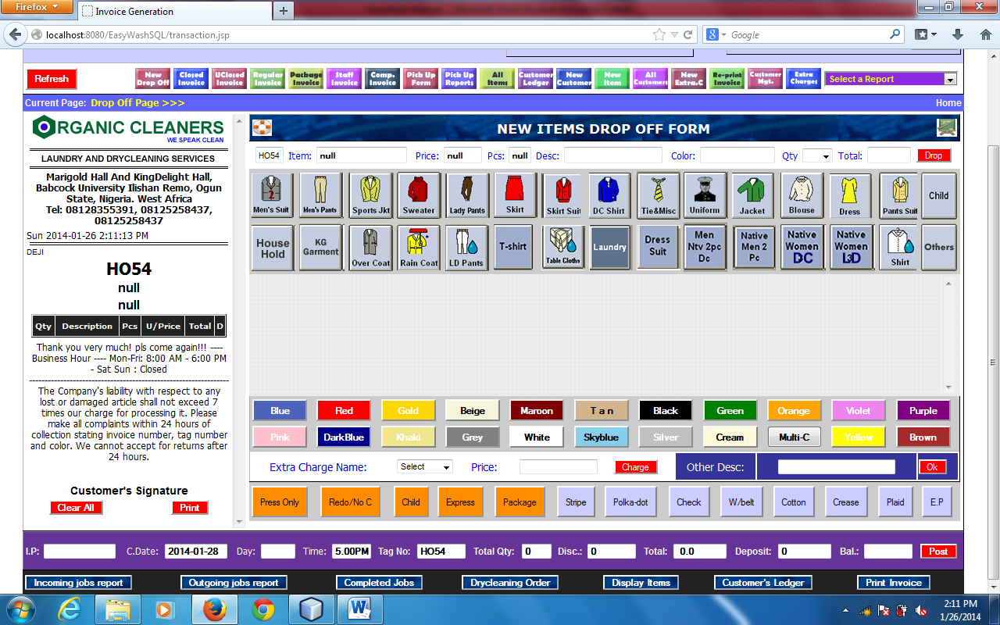 Firefox
Invoice Generation
localhost:8080/EasyWashSQL/transaction.jsp
Google
Refresh
New Drop Off
Closed Invoice
UClosed Invoice
Regular Invoice
Package Invoice
Staff Invoice
Comp. Invoice
Pick Up Form
Pick Up Reports
All Items
Customer Ledger
New Customer
New Item
All Customers
New Extra.C
Re-print Invoice
Customer Mgt.
Extra Charges
Select a Report
Current Page: Drop Off Page >>>
Home
ORGANIC CLEANERS
WE SPEAK CLEAN
LAUNDRY AND DRYCLEANING SERVICES
Marigold Hall And KingDelight Hall,
Babcock University Ilishan Remo, Ogun
State, Nigeria. West Africa
Tel: 08128355391, 08125258437,
08125258437
Sun 2014-01-26 2:11:13 PM
DEJI
HO54
null
null
Qty Description Pcs U/Price Total D
Thank you very much! pls come again!!! ----
Business Hour ---- Mon-Fri: 8:00 AM - 6:00 PM
- Sat Sun : Closed
The Company's liability with respect to any
lost or damaged article shall not exceed 7
times our charge for processing it. Please
make all complaints within 24 hours of
collection stating invoice number, tag number
and color. We cannot accept for returns after
24 hours.
Customer's Signature
Clear All Print
NEW ITEMS DROP OFF FORM
HO54 Item: null Price: null Pcs: null Desc: Color: Qty Total: Drop
Men's Suit
Men's Pants
Sports Jkt
Sweater
Lady Pants
Skirt
Skirt Suit
DC Shirt
Tie&Misc
Uniform
Jacket
Blouse
Dress
Pants Suit
Child
House Hold
KG Garment
Over Coat
Rain Coat
LD Pants
T-shirt
Table Cloths
Laundry
Dress Suit
Men Ntv 2pc Dc
Native Men 2 Pc
Native Women DC
Native Women L3D
Shirt
Others
Blue Red Gold Beige Maroon T a n Black Green Orange Violet Purple
Pink DarkBlue Khaki Grey White Skyblue Silver Cream Multi-C Yellow Brown
Extra Charge Name: Select Price: Charge Other Desc: Ok
Press Only Redo/No C Child Express Package Stripe Polka-dot Check W/belt Cotton Crease Plaid E.P
I.P: C.Date: 2014-01-28 Day: Time: 5.00PM Tag No: HO54 Total Qty: 0 Disc.: 0 Total: 0.0 Deposit: 0 Bal.: Post
Incoming jobs report Outgoing jobs report Completed Jobs Drycleaning Order Display Items Customer's Ledger Print Invoice
2:11 PM
1/26/2014